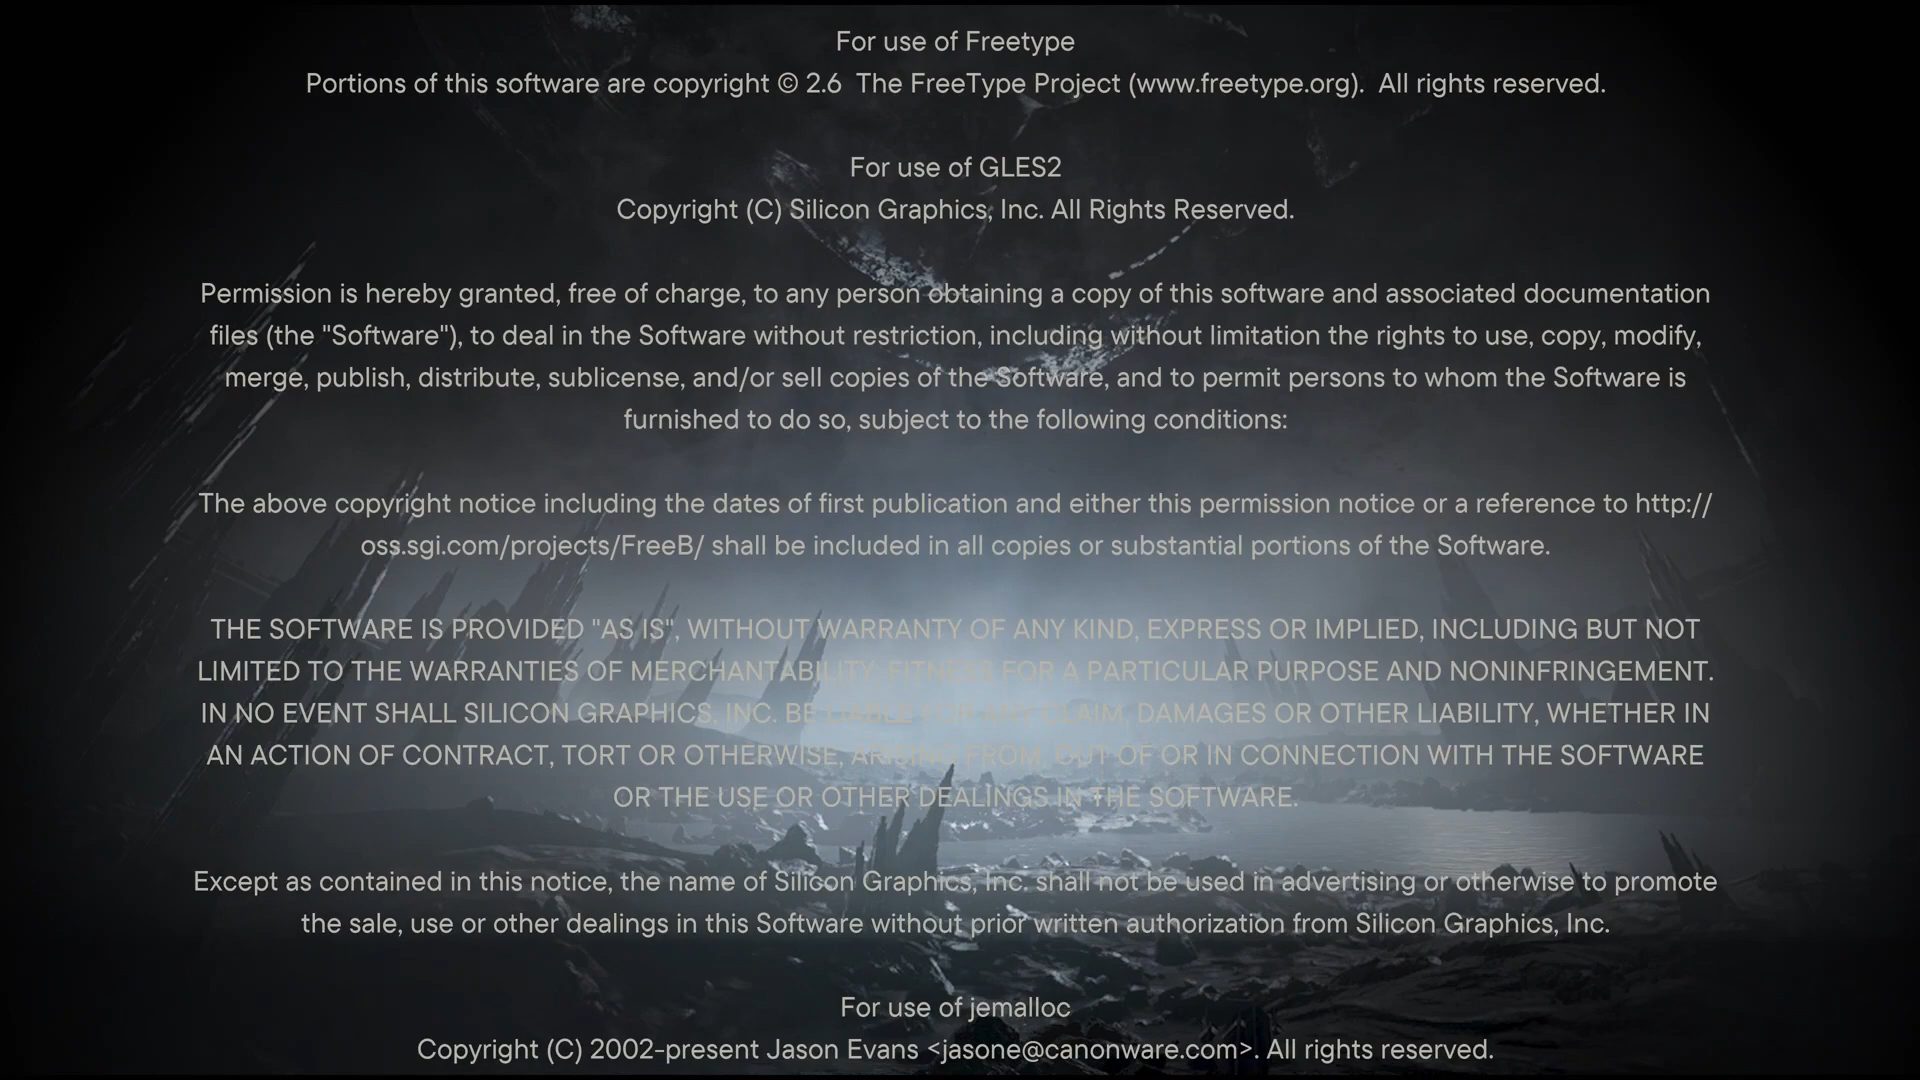 For use of Freetype
Portions of this software are copyright © 2.6  The FreeType Project (www.freetype.org).  All rights reserved.
For use of GLES2
Copyright (C) Silicon Graphics, Inc. All Rights Reserved.
Permission is hereby granted, free of charge, to any person obtaining a copy of this software and associated documentation
files (the "Software"), to deal in the Software without restriction, including without limitation the rights to use, copy, modify,
merge, publish, distribute, sublicense, and/or sell copies of the Software, and to permit persons to whom the Software is
furnished to do so, subject to the following conditions:
The above copyright notice including the dates of first publication and either this permission notice or a reference to http://
oss.sgi.com/projects/FreeB/ shall be included in all copies or substantial portions of the Software.
THE SOFTWARE IS PROVIDED "AS IS", WITHOUT WARRANTY OF ANY KIND, EXPRESS OR IMPLIED, INCLUDING BUT NOT
LIMITED TO THE WARRANTIES OF MERCHANTABILITY, FITNESS FOR A PARTICULAR PURPOSE AND NONINFRINGEMENT.
IN NO EVENT SHALL SILICON GRAPHICS, INC. BE LIABLE FOR ANY CLAIM, DAMAGES OR OTHER LIABILITY, WHETHER IN
AN ACTION OF CONTRACT, TORT OR OTHERWISE, ARISING FROM, OUT OF OR IN CONNECTION WITH THE SOFTWARE
OR THE USE OR OTHER DEALINGS IN THE SOFTWARE.
Except as contained in this notice, the name of Silicon Graphics, Inc. shall not be used in advertising or otherwise to promote
the sale, use or other dealings in this Software without prior written authorization from Silicon Graphics, Inc.
For use of jemalloc
Copyright (C) 2002-present Jason Evans <jasone@canonware.com>. All rights reserved.